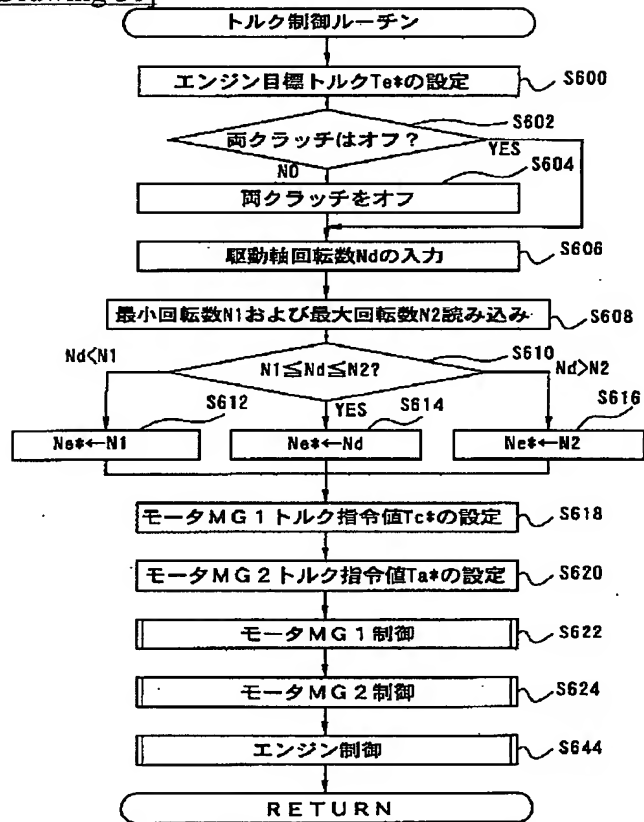 トルク制御ルーチン
エンジン目標トルクTe*の設定
S600
S602
両クラッチはオフ?
YES
NO
S604
両クラッチをオフ
駆動軸回転数Ndの入力
S606
最小回転数N1および最大回転数N2読み込み
S608
Nd<N1
S610
N1≦Nd≦N2?
Nd>N2
S612
YES
S614
S616
Ne*←N1
Ne*←Nd
Ne*←N2
モータMG1トルク指令値Tc*の設定
S618
モータMG2トルク指令値Ta*の設定
S620
モータMG1制御
S622
モータMG2制御
S624
エンジン制御
S644
RETURN